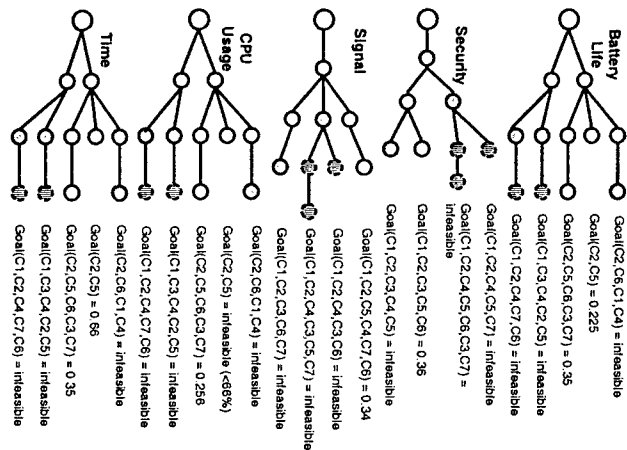 Battery
Life
Goal(C2,C6,C1,C4) = infeasible
Goal(C2,C5) = 0.225
Goal(C2,C5,C6,C3,C7) = 0.35
Goal(C1,C3,C4,C2,C5) = infeasible
Goal(C1,C2,C4,C7,C6) = infeasible
Security
Goal(C1,C2,C4,C5,C7) = infeasible
Goal(C1,C2,C4,C5,C6,C3,C7) =
infeasible
Goal(C1,C2,C3,C5,C6) = 0.36
Goal(C1,C2,C3,C4,C5) = infeasible
Signal
Goal(C1,C2,C5,C4,C7,C6) = 0.34
Goal(C1,C2,C4,C3,C6) = infeasible
Goal(C1,C2,C4,C3,C5,C7) = infeasible
Goal(C1,C2,C3,C6,C7) = infeasible
CPU
Usage
Goal(C2,C6,C1,C4) = infeasible
Goal(C2,C5) = infeasible (<66%)
Goal(C2,C5,C6,C3,C7) = 0.256
Goal(C1,C3,C4,C2,C5) = infeasible
Goal(C1,C2,C4,C7,C6) = infeasible
Time
Goal(C2,C6,C1,C4) = infeasible
Goal(C2,C5) = 0.66
Goal(C2,C5,C6,C3,C7) = 0.35
Goal(C1,C3,C4,C2,C5) = infeasible
Goal(C1,C2,C4,C7,C6) = infeasible